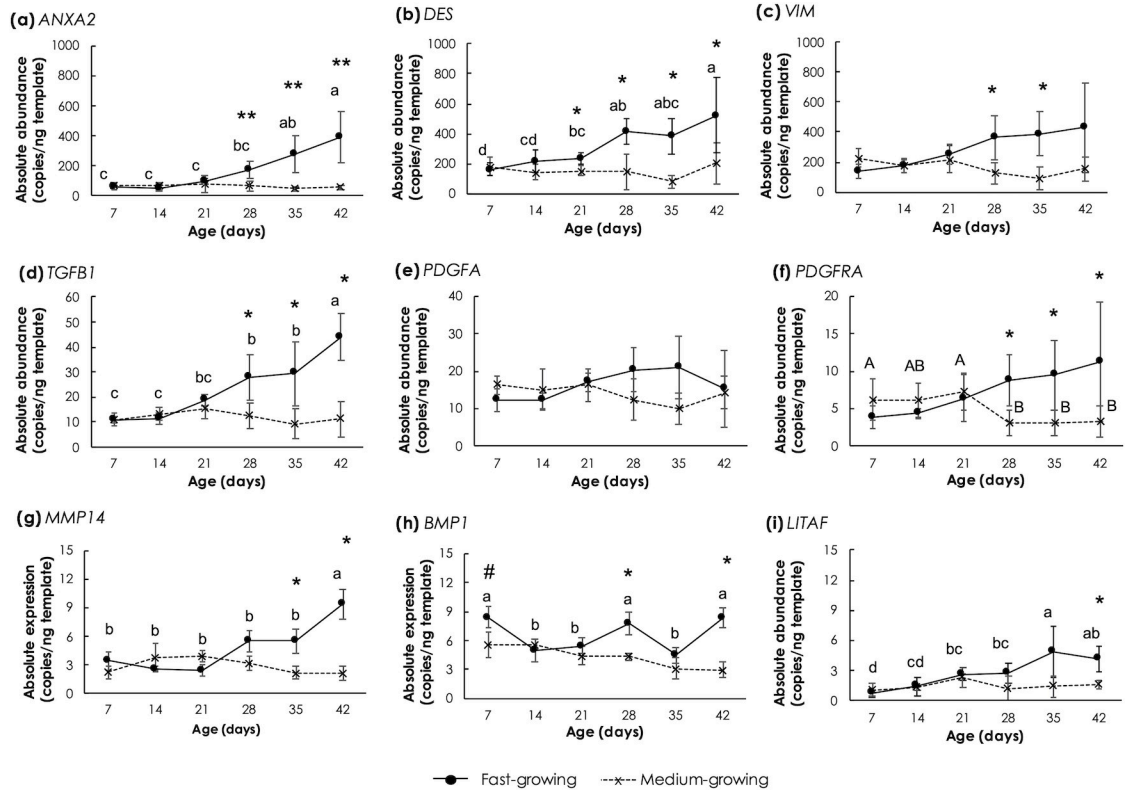 (a) ANXA2
Absolute abundance
(copies/ng template)
1000
800
600
400
200
0
**
**
**
a
ab
bc
c
c
c
7 14 21 28 35 42
Age (days)
(b) DES
Absolute abundance
(copies/ng template)
1000
800
600
400
200
0
*
*
*
*
a
ab
abc
bc
cd
d
7 14 21 28 35 42
Age (days)
(c) VIM
Absolute abundance
(copies/ng template)
1000
800
600
400
200
0
*
*
7 14 21 28 35 42
Age (days)
(d) TGFB1
Absolute abundance
(copies/ng template)
60
50
40
30
20
10
0
*
*
*
a
b
b
bc
c
c
7 14 21 28 35 42
Age (days)
(e) PDGFA
Absolute abundance
(copies/ng template)
40
30
20
10
0
7 14 21 28 35 42
Age (days)
(f) PDGFRA
Absolute abundance
(copies/ng template)
20
15
10
5
0
*
*
*
A AB A
B B B
7 14 21 28 35 42
Age (days)
(g) MMP14
Absolute expression
(copies/ng template)
15
12
9
6
3
0
*
*
a
b b b b b
7 14 21 28 35 42
Age (days)
(h) BMP1
Absolute expression
(copies/ng template)
15
12
9
6
3
0
# * *
a b b a b a
7 14 21 28 35 42
Age (days)
(i) LITAF
Absolute abundance
(copies/ng template)
15
12
9
6
3
0
*
d cd bc bc a ab
7 14 21 28 35 42
Age (days)
Fast-growing Medium-growing